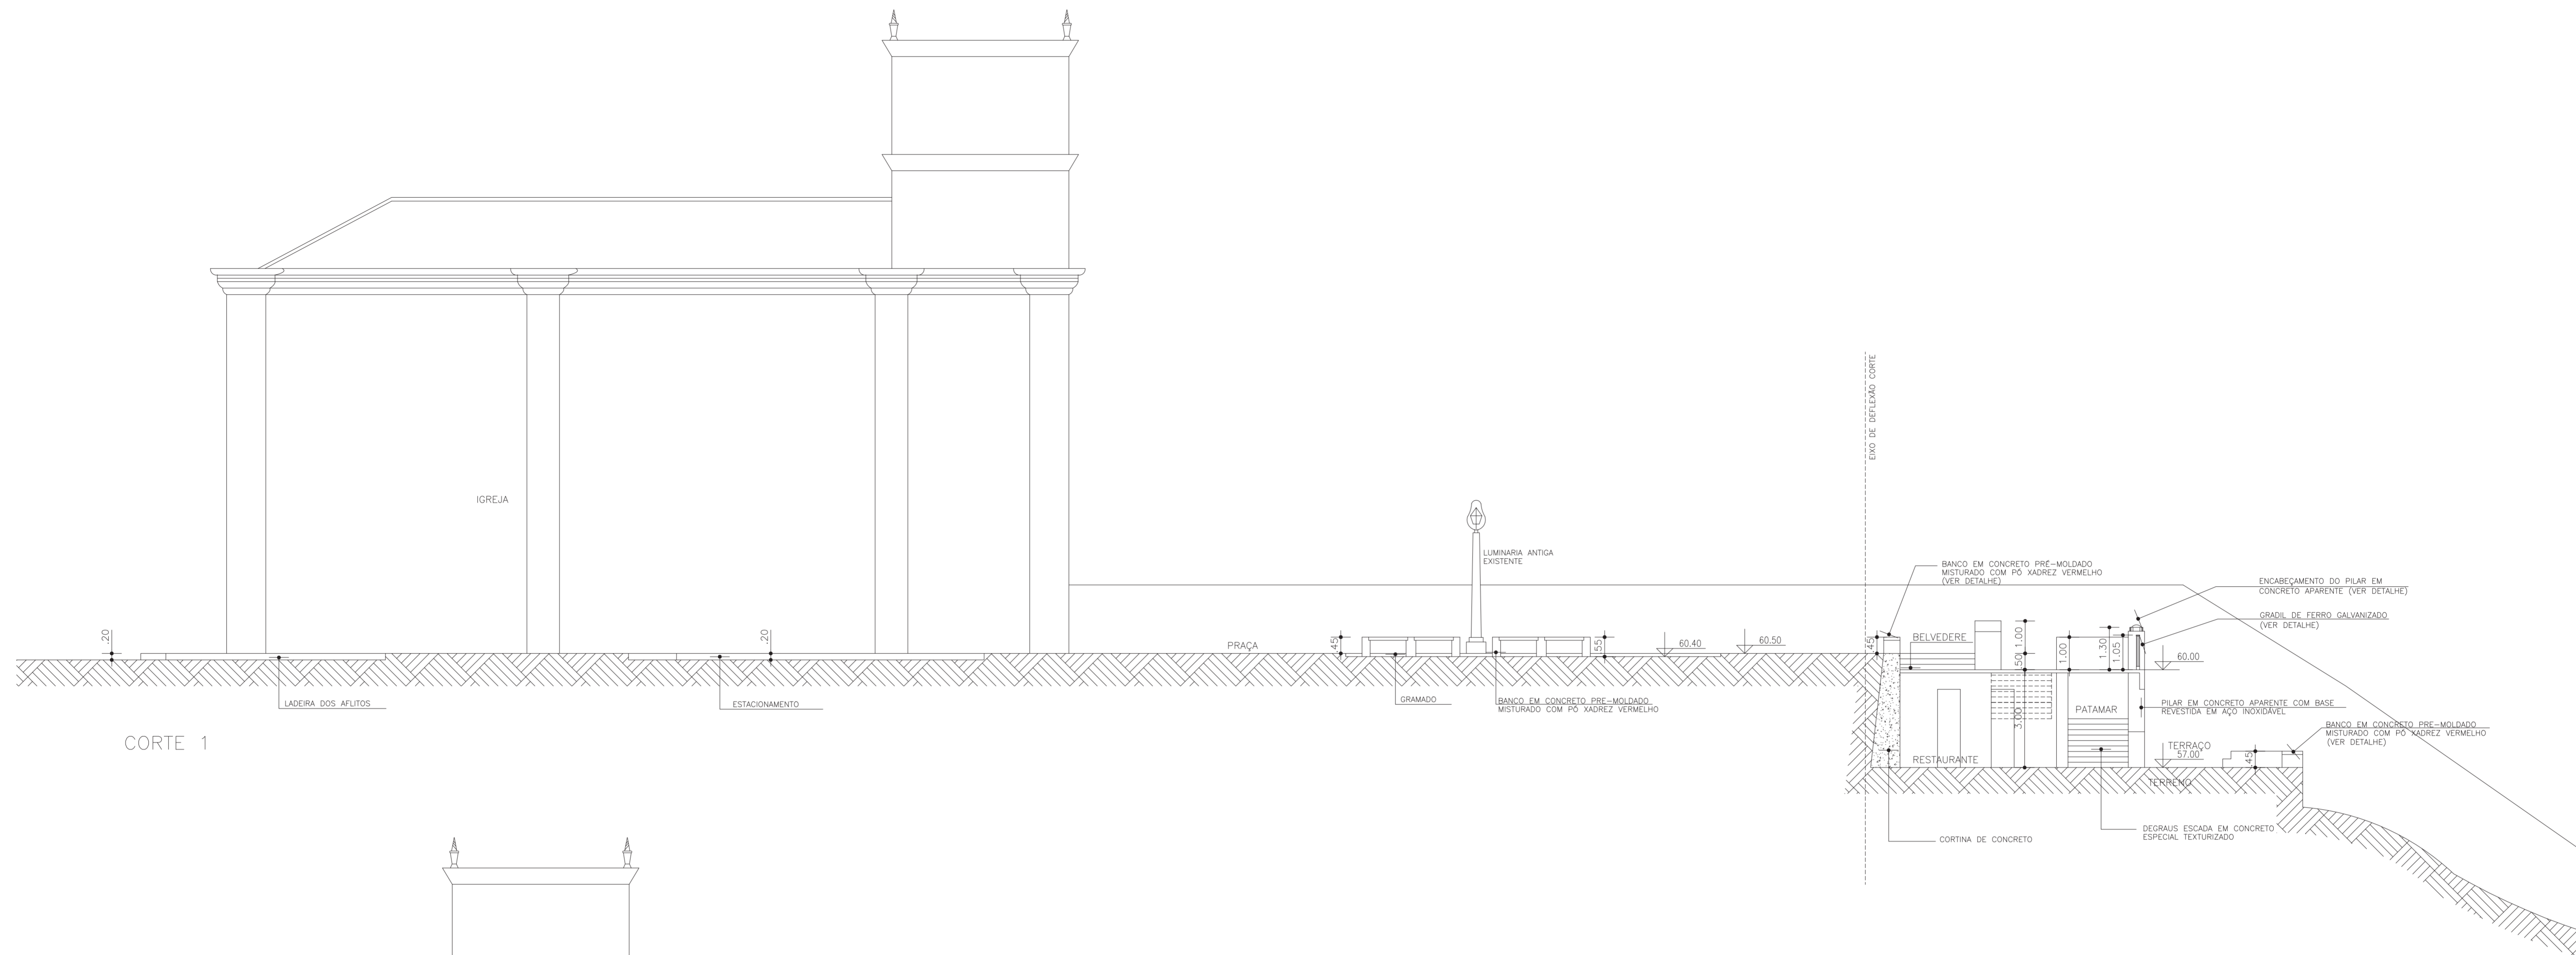 IGREJA
.20
.20
LADEIRA DOS AFLITOS
ESTACIONAMENTO
CORTE 1
PRAÇA
.45
LUMINARIA ANTIGA
EXISTENTE
.55
60.40
60.50
GRAMADO
BANCO EM CONCRETO PRE-MOLDADO
MISTURADO COM PÓ XADREZ VERMELHO
EIXO DE DEFLEXÃO CORTE
BANCO EM CONCRETO PRÉ-MOLDADO
MISTURADO COM PÓ XADREZ VERMELHO
(VER DETALHE)
.45
BELVEDERE
1.00
.50
3.00
1.00
1.30
1.05
ENCABEÇAMENTO DO PILAR EM
CONCRETO APARENTE (VER DETALHE)
GRADIL DE FERRO GALVANIZADO
(VER DETALHE)
60.00
PATAMAR
PILAR EM CONCRETO APARENTE COM BASE
REVESTIDA EM AÇO INOXIDÁVEL
BANCO EM CONCRETO PRE-MOLDADO
MISTURADO COM PÓ XADREZ VERMELHO
(VER DETALHE)
RESTAURANTE
TERRAÇO
57.00
.45
TERRENO
DEGRAUS ESCADA EM CONCRETO
ESPECIAL TEXTURIZADO
CORTINA DE CONCRETO